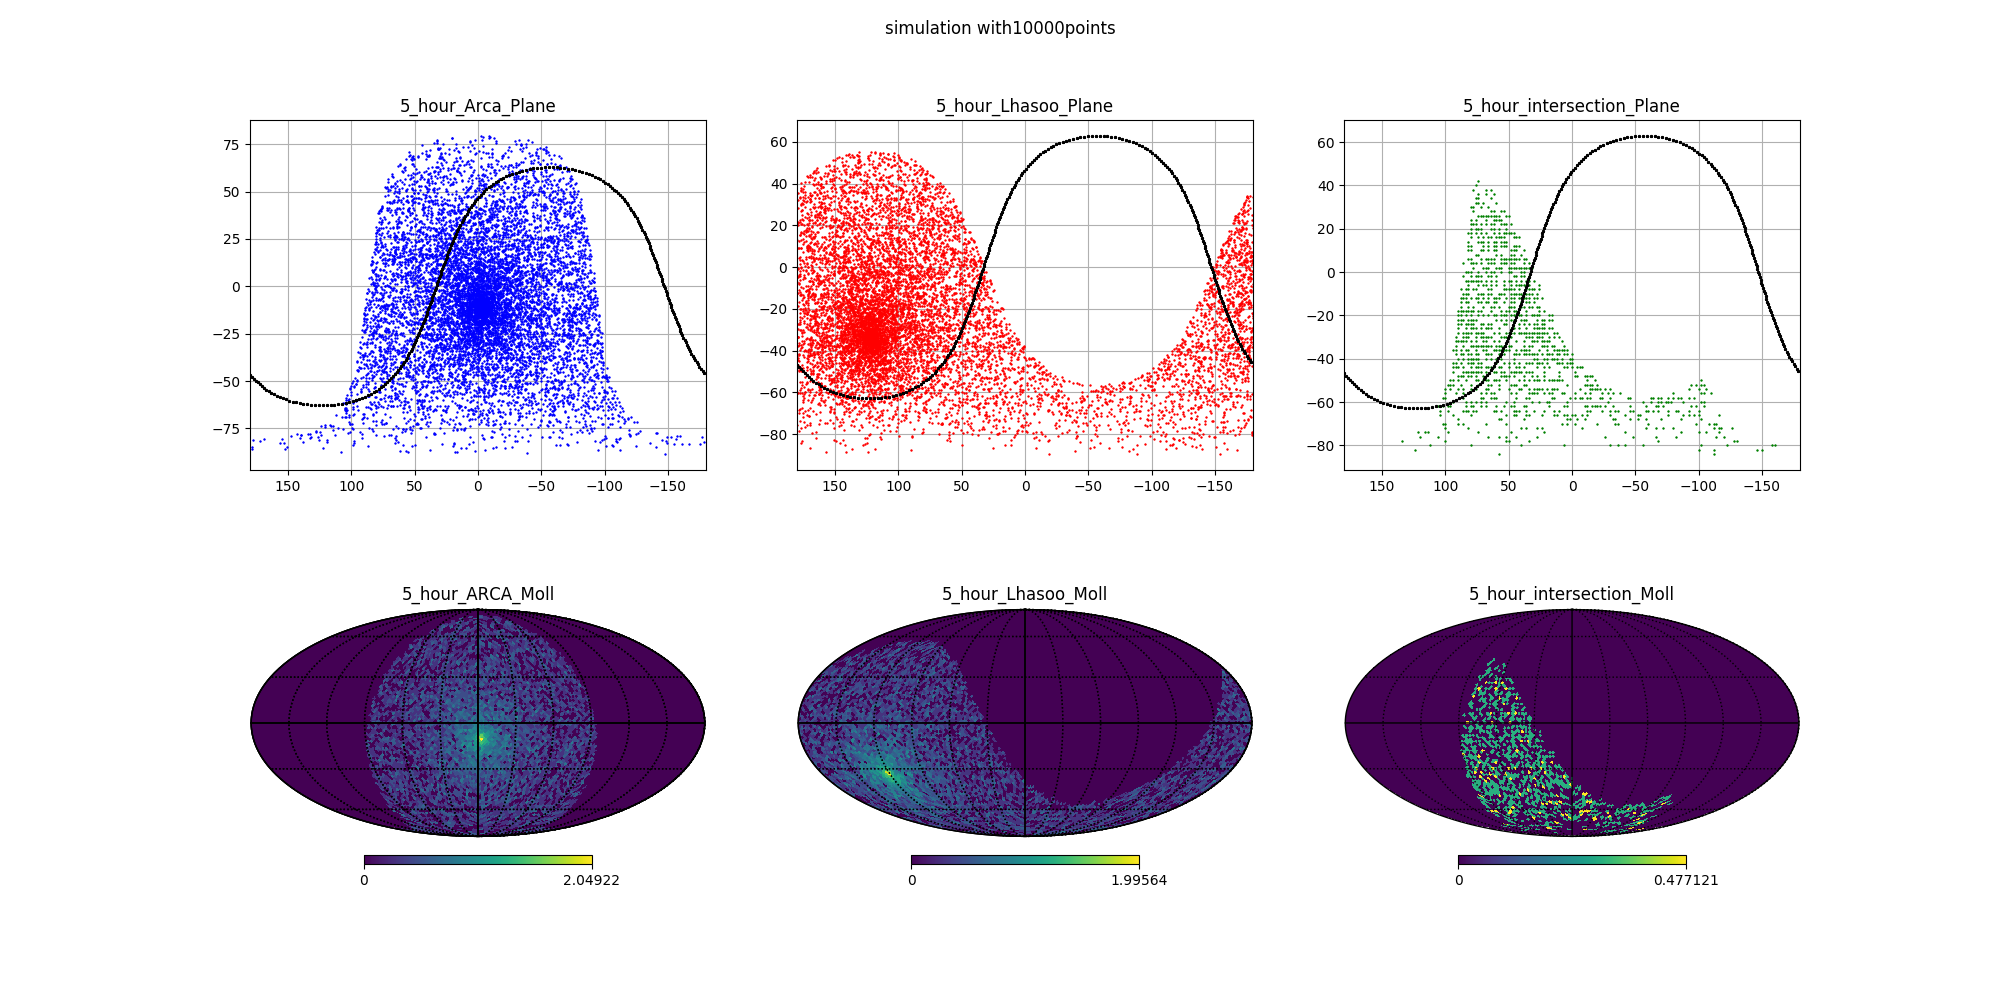 simulation with10000points
5_hour_Arca_Plane
5_hour_Lhasoo_Plane
5_hour_intersection_Plane
75
50
25
0
−25
−50
−75
150 100 50 0 −50 −100 −150
60
40
20
0
−20
−40
−60
−80
150 100 50 0 −50 −100 −150
60
40
20
0
−20
−40
−60
−80
150 100 50 0 −50 −100 −150
5_hour_ARCA_Moll
5_hour_Lhasoo_Moll
5_hour_intersection_Moll
0 2.04922
0 1.99564
0 0.477121